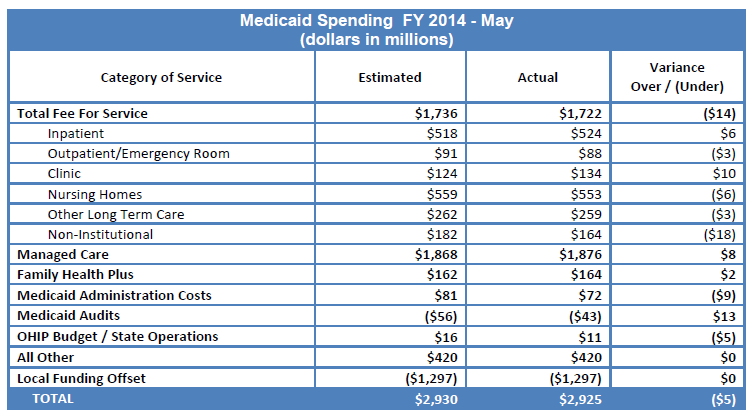 Medicaid Spending FY 2014 - May
(dollars in millions)
Category of Service Estimated Actual Variance Over / (Under)
Total Fee For Service $1,736 $1,722 ($14)
Inpatient $518 $524 $6
Outpatient/Emergency Room $91 $88 ($3)
Clinic $124 $134 $10
Nursing Homes $559 $553 ($6)
Other Long Term Care $262 $259 ($3)
Non-Institutional $182 $164 ($18)
Managed Care $1,868 $1,876 $8
Family Health Plus $162 $164 $2
Medicaid Administration Costs $81 $72 ($9)
Medicaid Audits ($56) ($43) $13
OHIP Budget / State Operations $16 $11 ($5)
All Other $420 $420 $0
Local Funding Offset ($1,297) ($1,297) $0
TOTAL $2,930 $2,925 ($5)